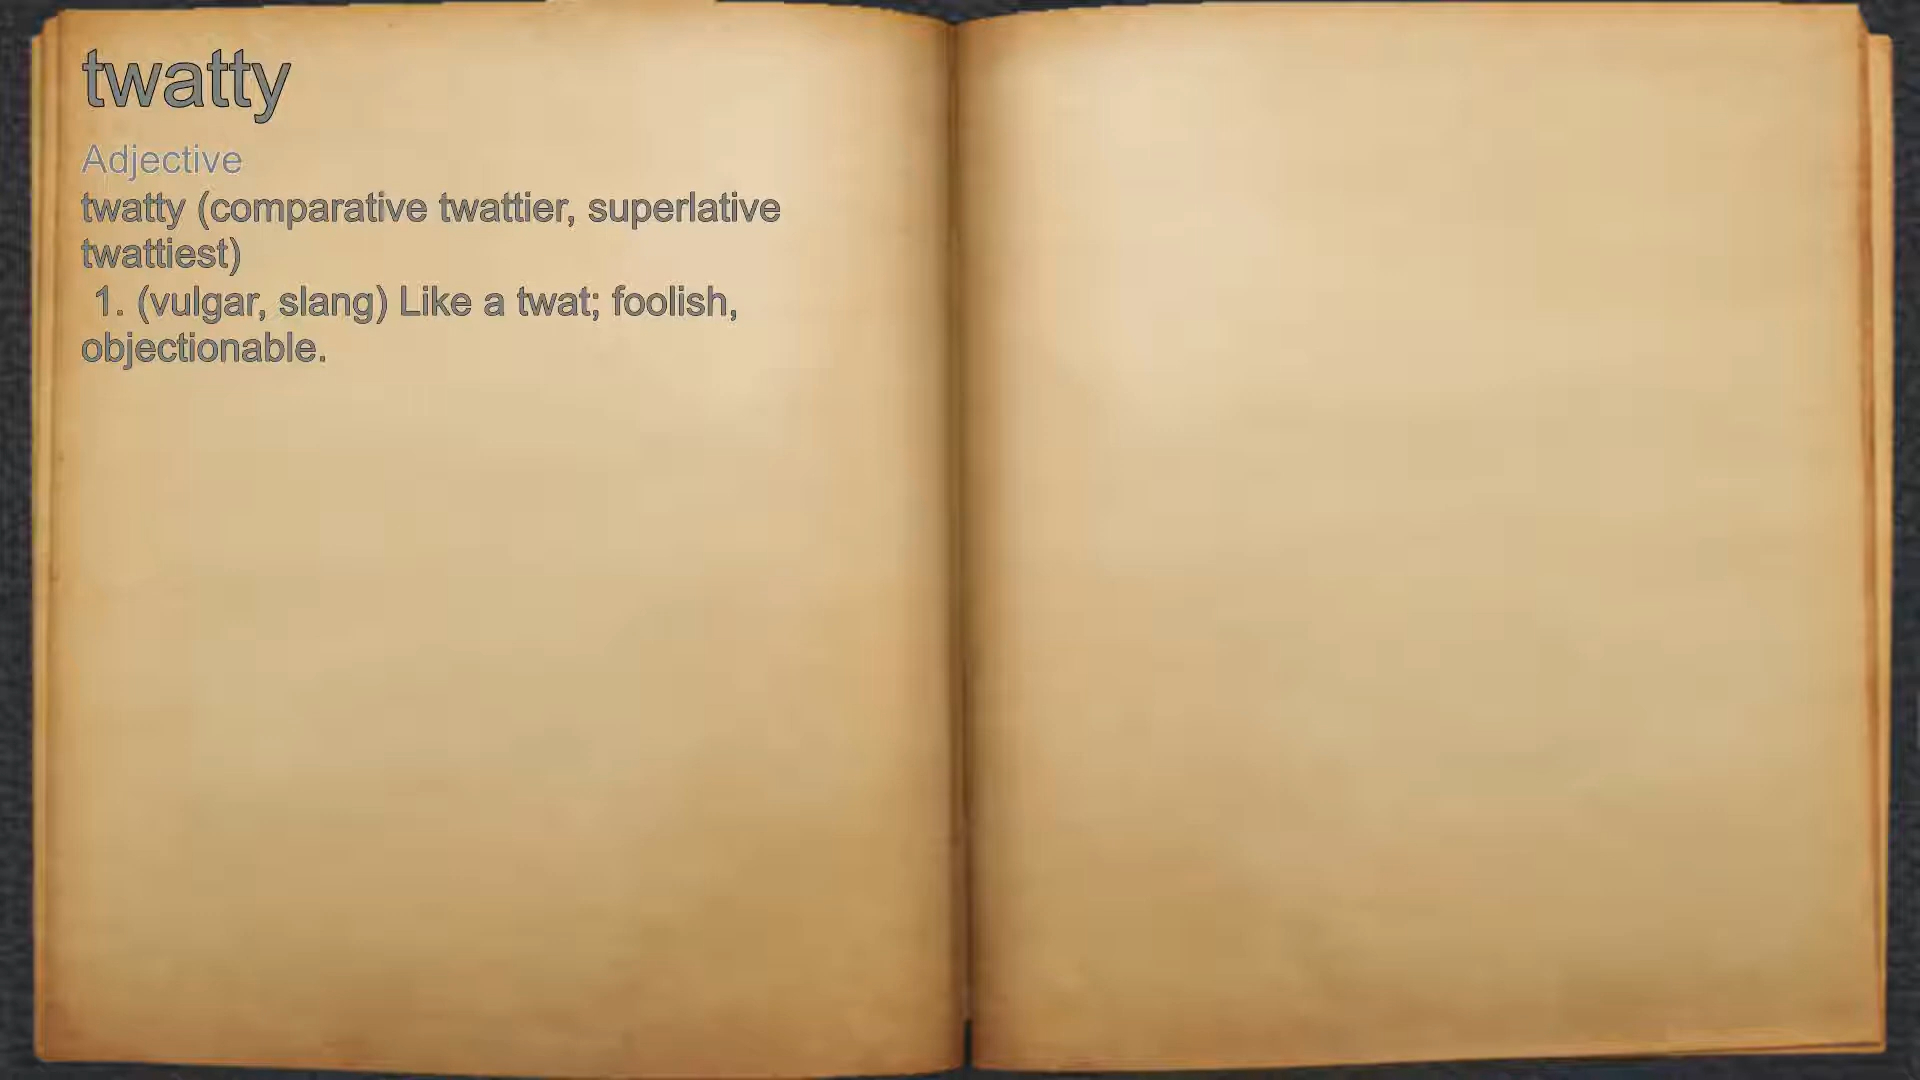 twatty
Adjective
twatty (comparative twattier, superlative
twattiest)
1. (vulgar, slang) Like a twat; foolish,
objectionable.